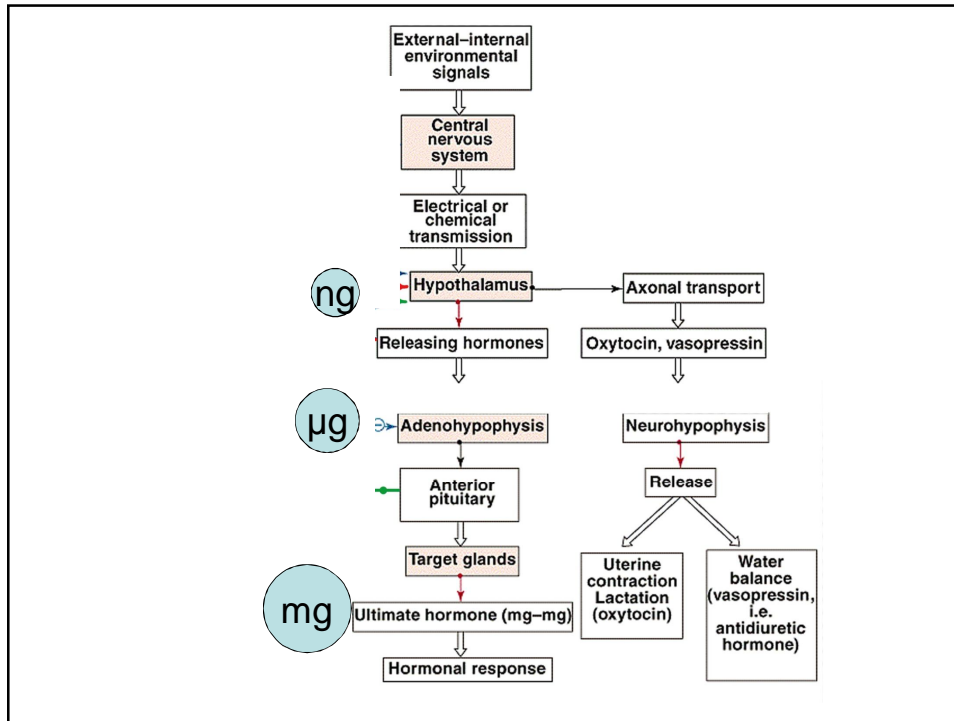 External–internal
environmental
signals
Central
nervous
system
Electrical or
chemical
transmission
ng
Hypothalamus
Axonal transport
Releasing hormones
Oxytocin, vasopressin
µg
Adenohypophysis
Neurohypophysis
Anterior
pituitary
Release
Target glands
Uterine
contraction
Lactation
(oxytocin)
Water
balance
(vasopressin,
i.e.
antidiuretic
hormone)
mg
Ultimate hormone (mg–mg)
Hormonal response